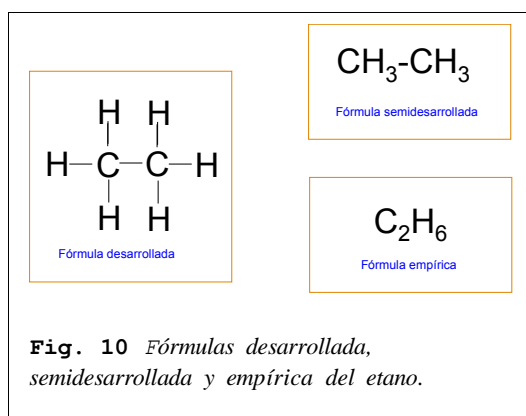 H H
H C C H
H H
Fórmula desarrollada
CH₃-CH₃
Fórmula semidesarrollada
C₂H₆
Fórmula empírica
Fig. 10 Fórmulas desarrollada,
semidesarrollada y empírica del etano.